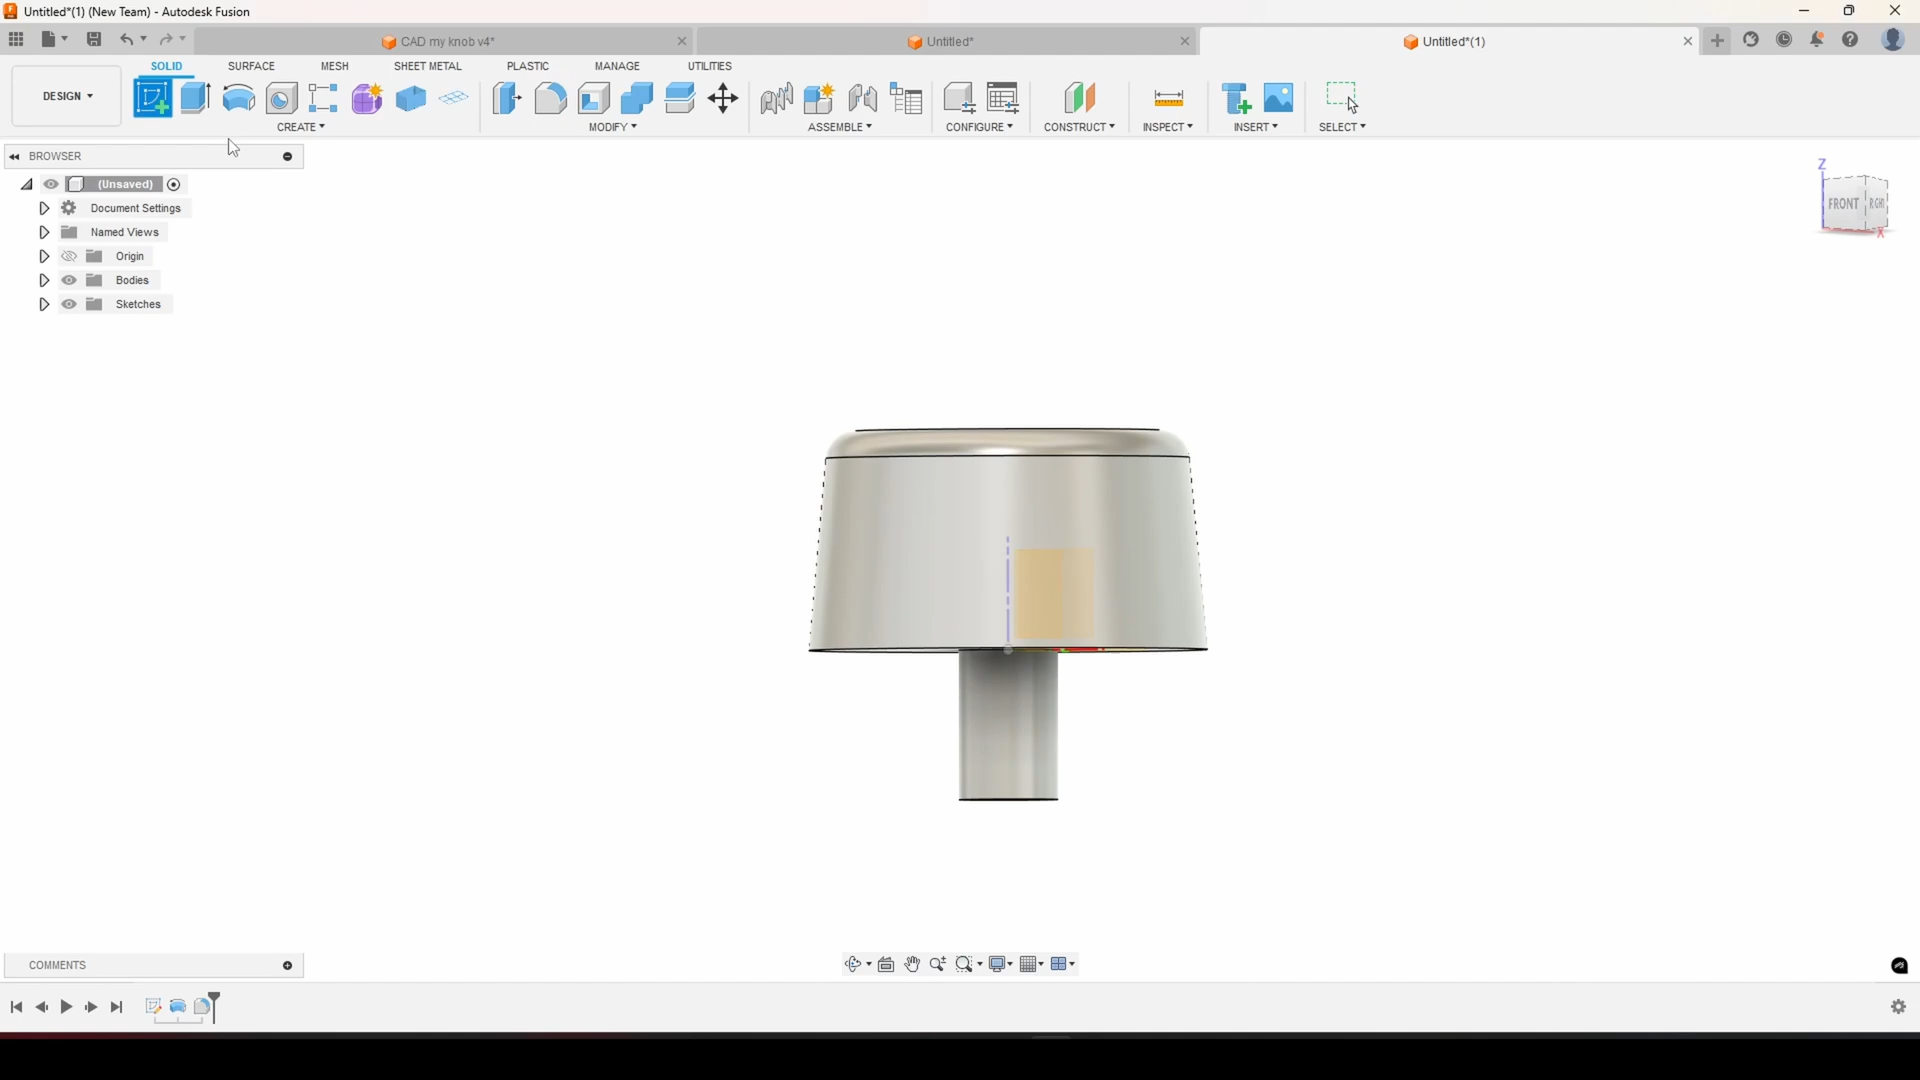 Untitled*(1) (New Team) - Autodesk Fusion
CAD my knob v4*
Untitled*
Untitled*(1)
DESIGN
SOLID
SURFACE
MESH
SHEET METAL
PLASTIC
MANAGE
UTILITIES
CREATE
MODIFY
ASSEMBLE
CONFIGURE
CONSTRUCT
INSPECT
INSERT
SELECT
BROWSER
(Unsaved)
Document Settings
Named Views
Origin
Bodies
Sketches
Z
FRONT
X
COMMENTS